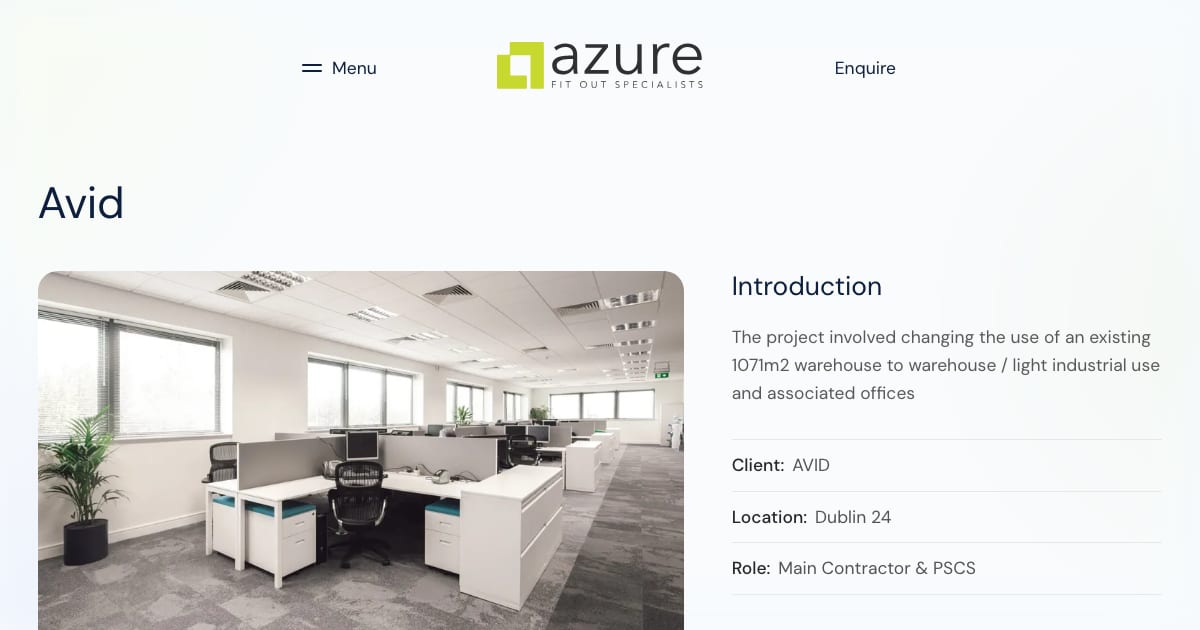 Menu
azure
FIT OUT SPECIALISTS
Enquire
Avid
Introduction
The project involved changing the use of an existing
1071m2 warehouse to warehouse / light industrial use
and associated offices
Client: AVID
Location: Dublin 24
Role: Main Contractor & PSCS